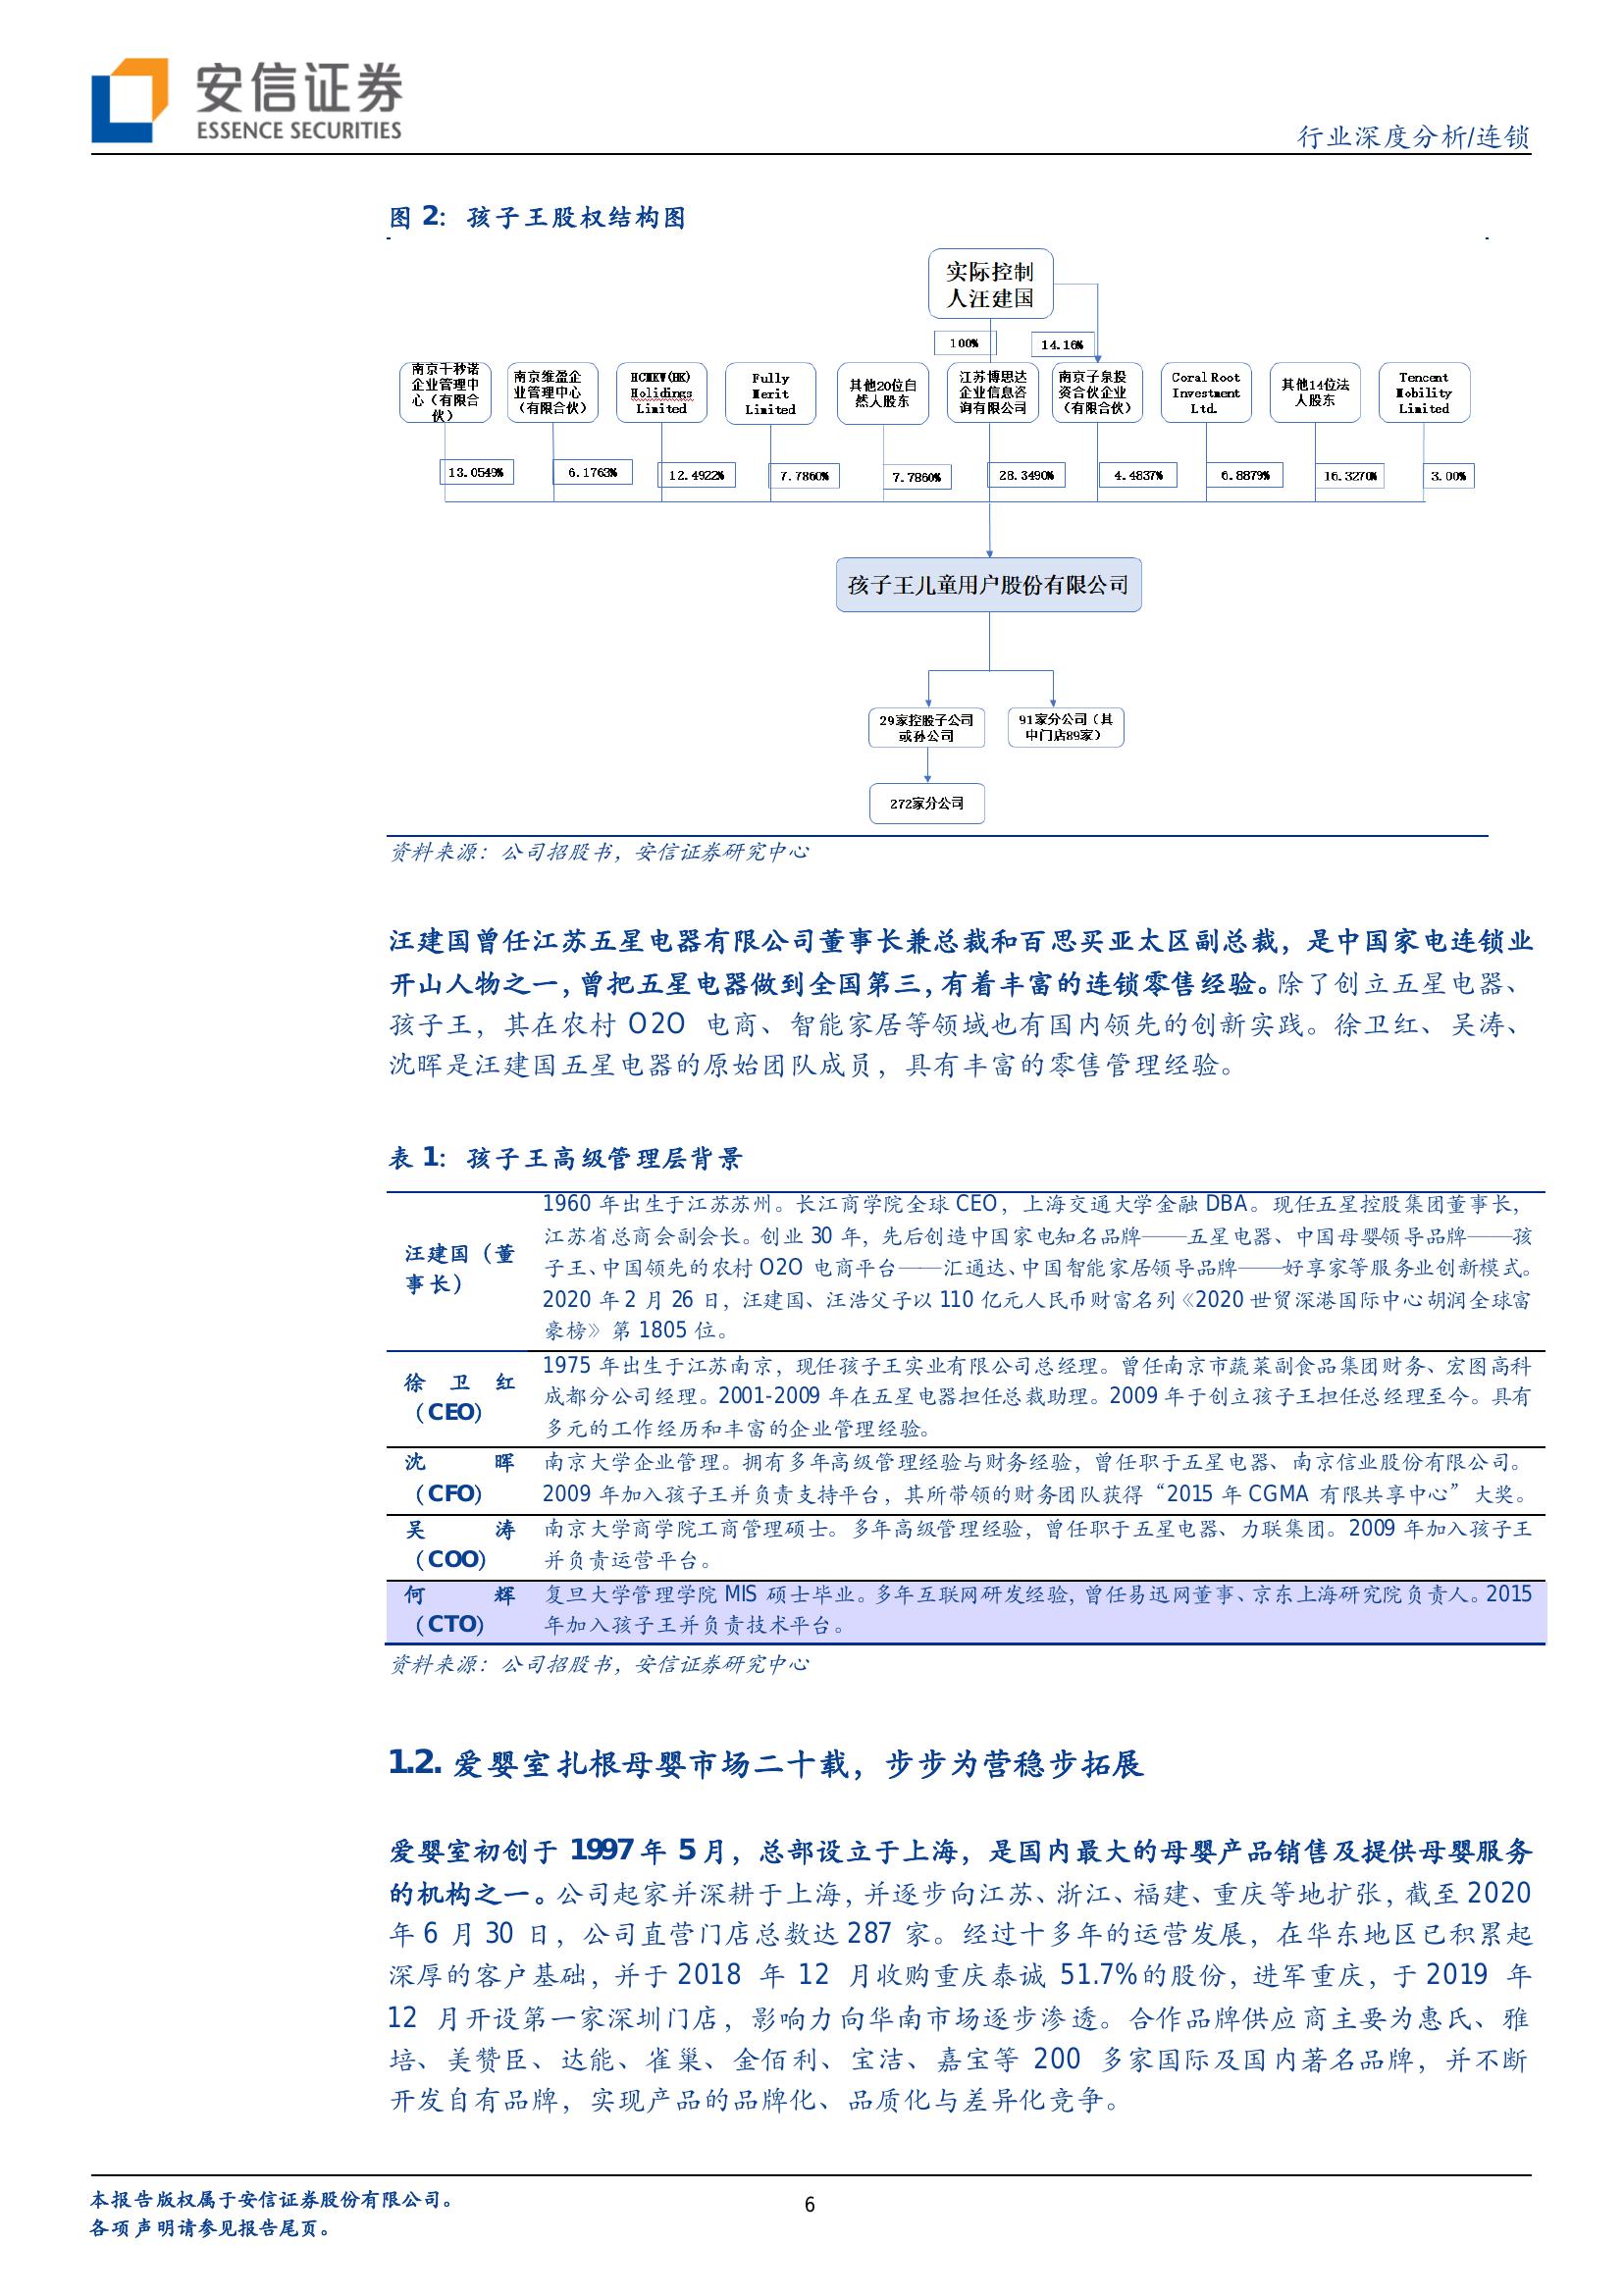 安信证券
ESSENCE SECURITIES
行业深度分析/连锁
图 2: 孩子王股权结构图
实际控制
人汪建国
100%
14.16%
南京千秒诺
企业管理中
心（有限合
伙）
南京维盈企
业管理中心
（有限合伙）
HCMKW(HK)
Holidings
Limited
Fully
Merit
Limited
其他20位自
然人股东
江苏博思达
企业信息咨
询有限公司
南京子泉投
资合伙企业
（有限合伙）
Coral Root
Investment
Ltd.
其他14位法
人股东
Tencent
Mobility
Limited
13.0549%
6.1763%
12.4922%
7.7860%
7.7860%
28.3490%
4.4837%
6.8879%
16.3270%
3.00%
孩子王儿童用户股份有限公司
29家控股子公司
或孙公司
91家分公司（其
中门店89家）
272家分公司
资料来源：公司招股书，安信证券研究中心
汪建国曾任江苏五星电器有限公司董事长兼总裁和百思买亚太区副总裁，是中国家电连锁业
开山人物之一，曾把五星电器做到全国第三，有着丰富的连锁零售经验。除了创立五星电器、
孩子王，其在农村 O2O 电商、智能家居等领域也有国内领先的创新实践。徐卫红、吴涛、
沈晖是汪建国五星电器的原始团队成员，具有丰富的零售管理经验。
表 1: 孩子王高级管理层背景
汪建国（董
事长）
1960 年出生于江苏苏州。长江商学院全球 CEO，上海交通大学金融 DBA。现任五星控股集团董事长，
江苏省总商会副会长。创业 30 年，先后创造中国家电知名品牌——五星电器、中国母婴领导品牌——孩
子王、中国领先的农村 O2O 电商平台——汇通达、中国智能家居领导品牌——好享家等服务业创新模式。
2020 年 2 月 26 日，汪建国、汪浩父子以 110 亿元人民币财富名列《2020 世贸深港国际中心胡润全球富
豪榜》第 1805 位。
徐 卫 红
（CEO）
1975 年出生于江苏南京，现任孩子王实业有限公司总经理。曾任南京市蔬菜副食品集团财务、宏图高科
成都分公司经理。2001-2009 年在五星电器担任总裁助理。2009 年于创立孩子王担任总经理至今。具有
多元的工作经历和丰富的企业管理经验。
沈 晖
（CFO）
南京大学企业管理。拥有多年高级管理经验与财务经验，曾任职于五星电器、南京信业股份有限公司。
2009 年加入孩子王并负责支持平台，其所带领的财务团队获得“2015 年 CGMA 有限共享中心”大奖。
吴 涛
（COO）
南京大学商学院工商管理硕士。多年高级管理经验，曾任职于五星电器、力联集团。2009 年加入孩子王
并负责运营平台。
何 辉
（CTO）
复旦大学管理学院 MIS 硕士毕业。多年互联网研发经验，曾任易迅网董事、京东上海研究院负责人。2015
年加入孩子王并负责技术平台。
资料来源：公司招股书，安信证券研究中心
1.2. 爱婴室扎根母婴市场二十载，步步为营稳步拓展
爱婴室初创于 1997 年 5 月，总部设立于上海，是国内最大的母婴产品销售及提供母婴服务
的机构之一。公司起家并深耕于上海，并逐步向江苏、浙江、福建、重庆等地扩张，截至 2020
年 6 月 30 日，公司直营门店总数达 287 家。经过十多年的运营发展，在华东地区已积累起
深厚的客户基础，并于 2018 年 12 月收购重庆泰诚 51.7%的股份，进军重庆，于 2019 年
12 月开设第一家深圳门店，影响力向华南市场逐步渗透。合作品牌供应商主要为惠氏、雅
培、美赞臣、达能、雀巢、金佰利、宝洁、嘉宝等 200 多家国际及国内著名品牌，并不断
开发自有品牌，实现产品的品牌化、品质化与差异化竞争。
本报告版权属于安信证券股份有限公司。
各项声明请参见报告尾页。
6